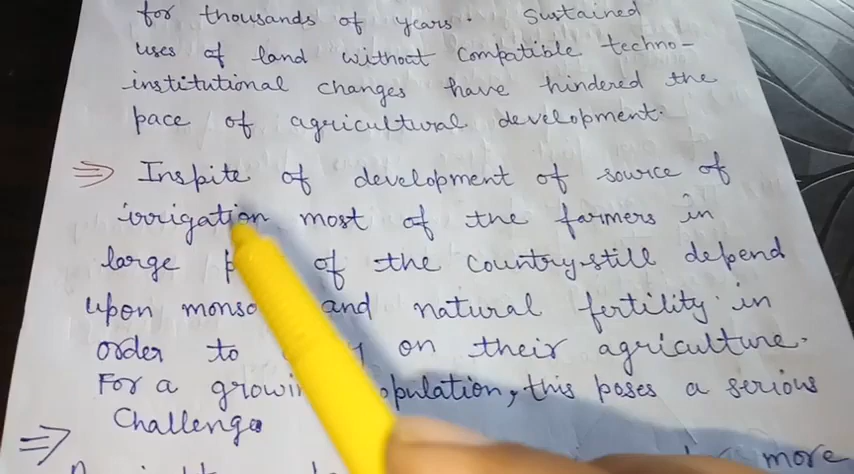 for thousands of years. Sustained
uses of land without compatible techno-
institutional changes have hindered the
pace of agricultural development.
⇒ Inspite of development of source of
irrigation most of the farmers in
large of the country still depend
upon and natural fertility in
order to on their agriculture.
For a this poses a serious
Challenge
⇒
more